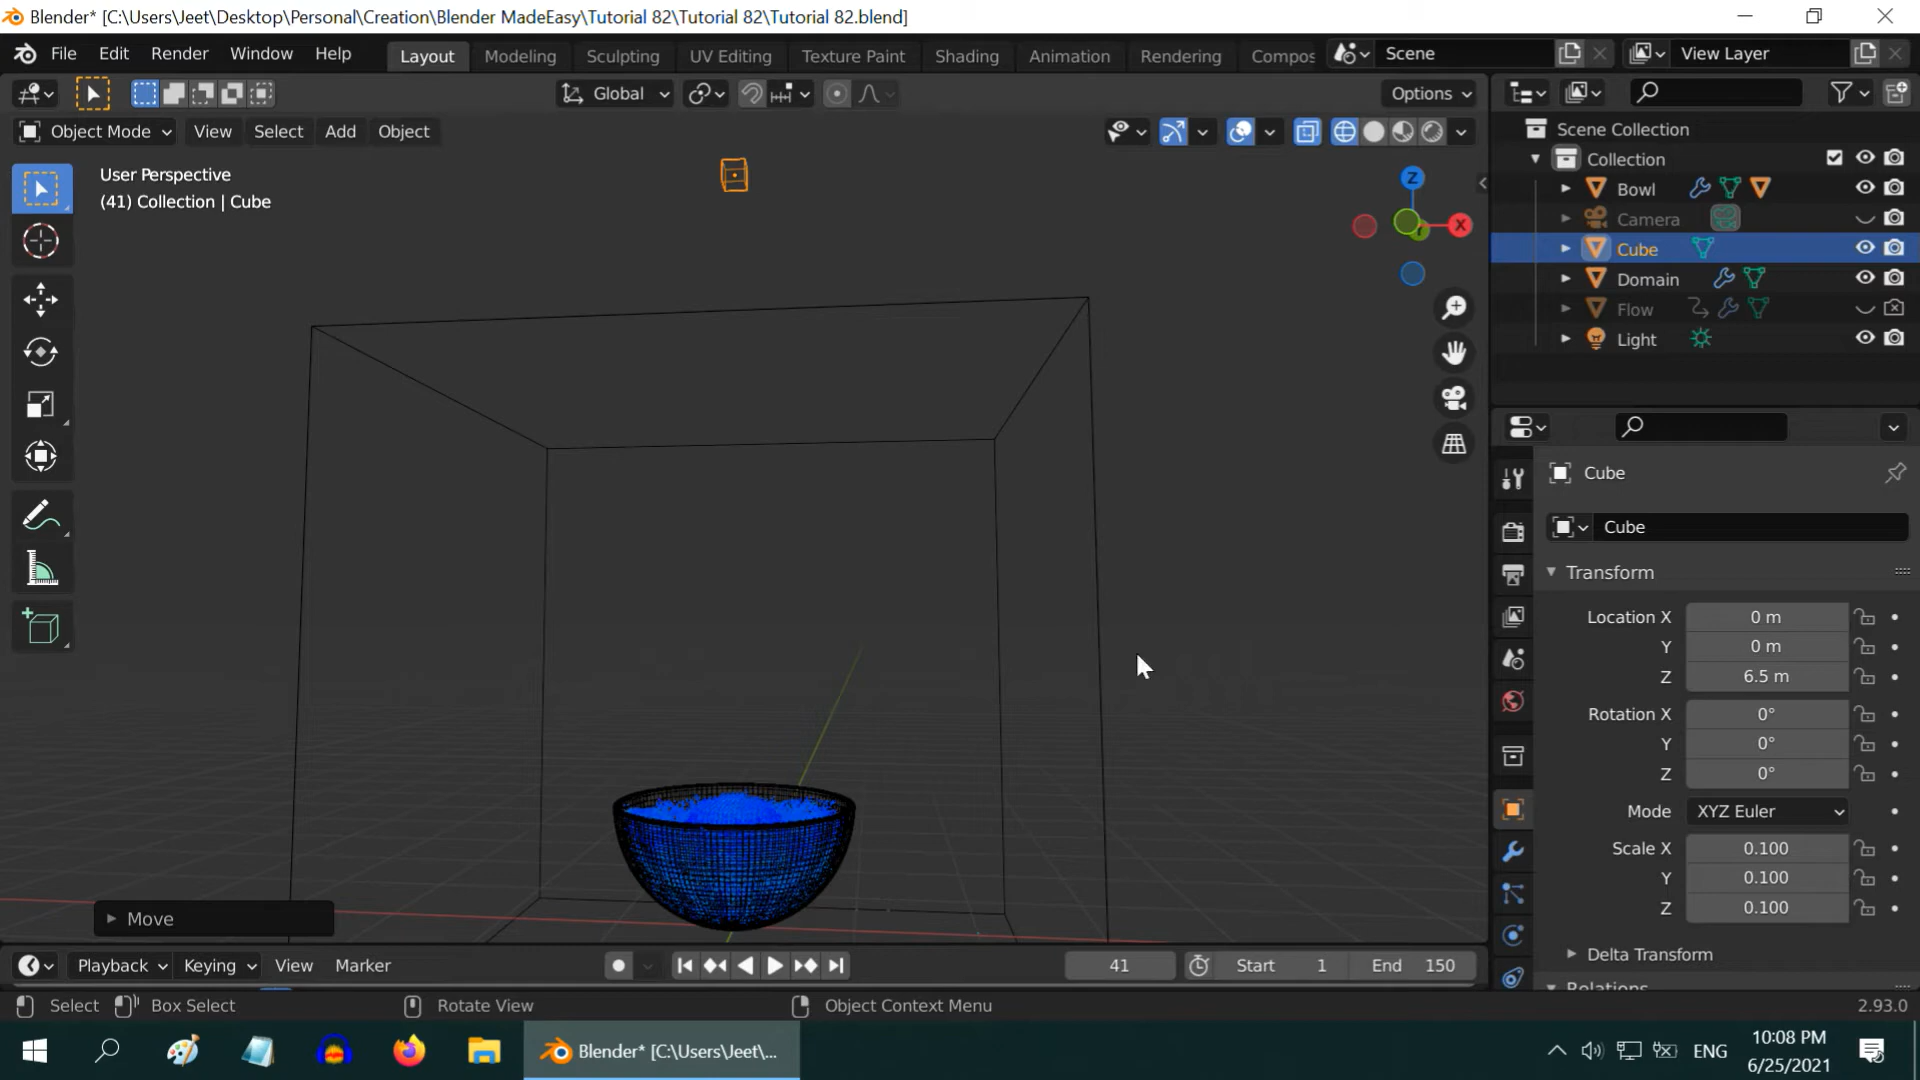 Blender* [C:\Users\Jeet\Desktop\Personal\Creation\Blender MadeEasy\Tutorial 82\Tutorial 82\Tutorial 82.blend]
File Edit Render Window Help Layout Modeling Sculpting UV Editing Texture Paint Shading Animation Rendering Compos Scene View Layer
Global Options
Object Mode View Select Add Object
Scene Collection
Collection
User Perspective
(41) Collection | Cube
Bowl
Camera
Cube
Domain
Flow
Light
Z
X
Cube
Cube
Transform
Location X 0 m
Y 0 m
Z 6.5 m
Rotation X 0°
Y 0°
Z 0°
Mode XYZ Euler
Scale X 0.100
Y 0.100
Z 0.100
Move
Delta Transform
Relations
Playback Keying View Marker 41 Start 1 End 150
Select Box Select Rotate View Object Context Menu 2.93.0
Blender* [C:\Users\Jeet\...
ENG
10:08 PM
6/25/2021